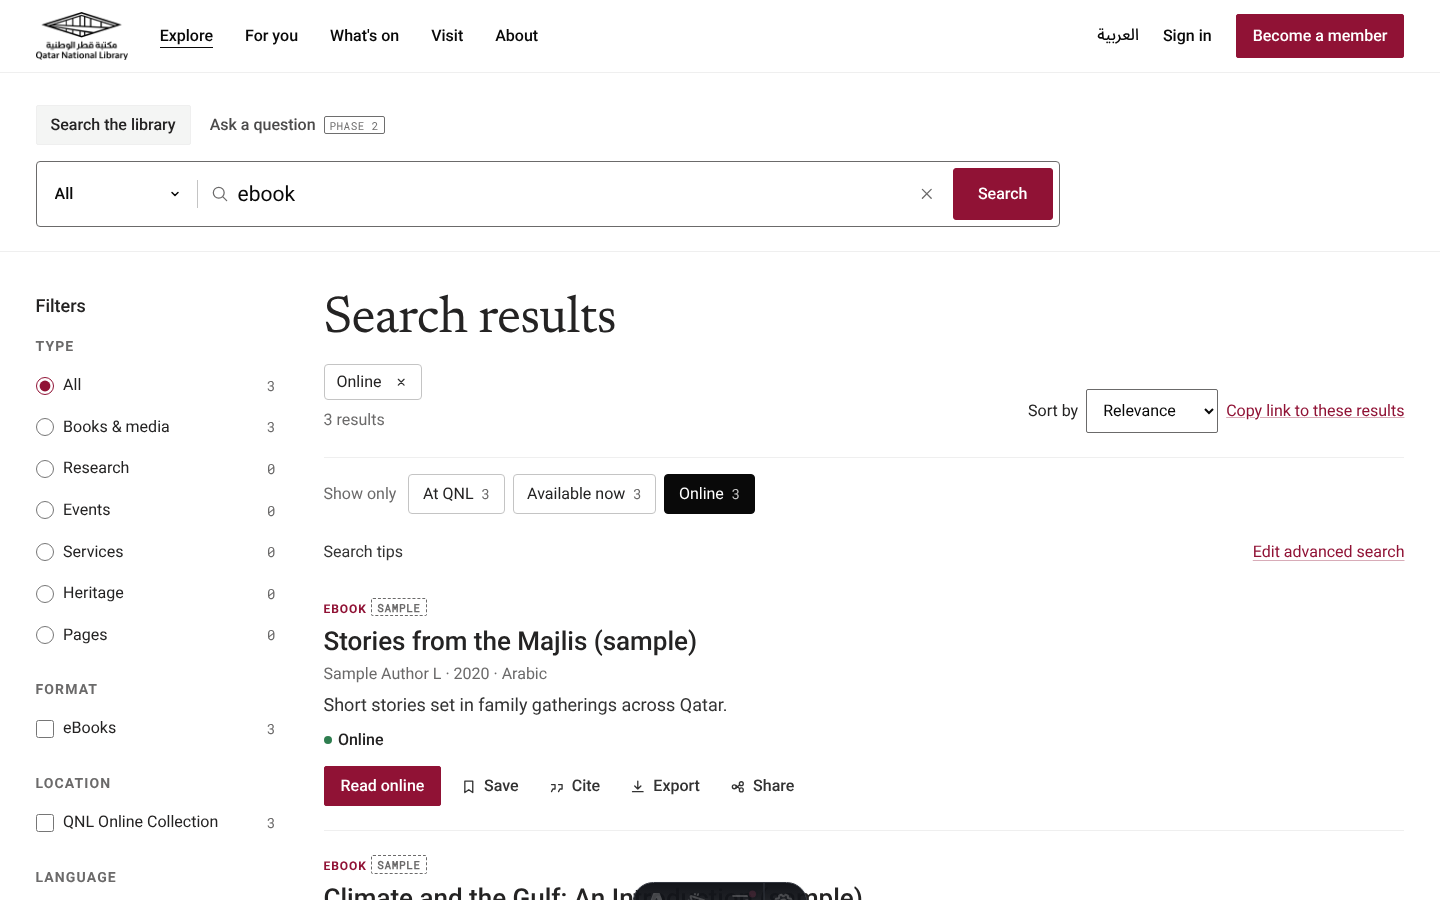 مكتبة قطر الوطنية
Qatar National Library
Explore
For you
What's on
Visit
About
العربية
Sign in
Become a member
Search the library
Ask a question
PHASE 2
All
ebook
Search
Filters
TYPE
All 3
Books & media 3
Research 0
Events 0
Services 0
Heritage 0
Pages 0
FORMAT
eBooks 3
LOCATION
QNL Online Collection 3
LANGUAGE
Search results
Online
3 results
Sort by
Relevance
Copy link to these results
Show only
At QNL 3
Available now 3
Online 3
Search tips
Edit advanced search
EBOOK SAMPLE
Stories from the Majlis (sample)
Sample Author L · 2020 · Arabic
Short stories set in family gatherings across Qatar.
Online
Read online
Save
Cite
Export
Share
EBOOK SAMPLE
Climate and the Gulf: An